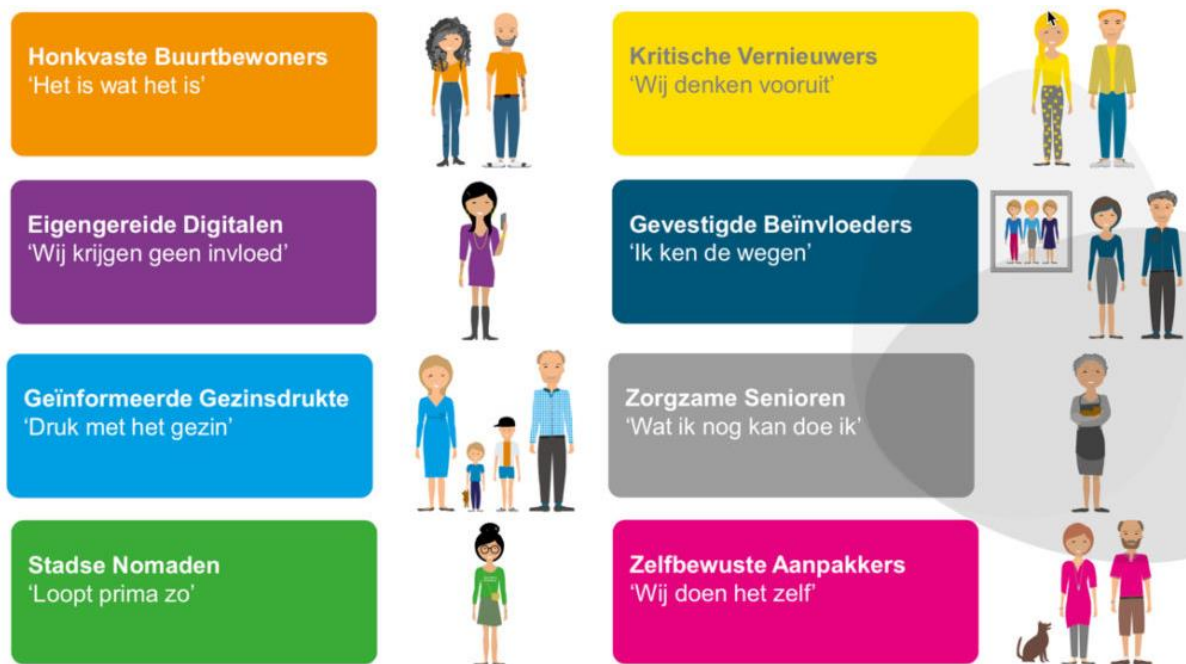 Honkvaste Buurtbewoners
‘Het is wat het is’
Kritische Vernieuwers
‘Wij denken vooruit’
Eigengereide Digitalen
‘Wij krijgen geen invloed’
Gevestigde Beïnvloeders
‘Ik ken de wegen’
Geïnformeerde Gezinsdrukte
‘Druk met het gezin’
Zorgzame Senioren
‘Wat ik nog kan doe ik’
Stadse Nomaden
‘Loopt prima zo’
Zelfbewuste Aanpakkers
‘Wij doen het zelf’